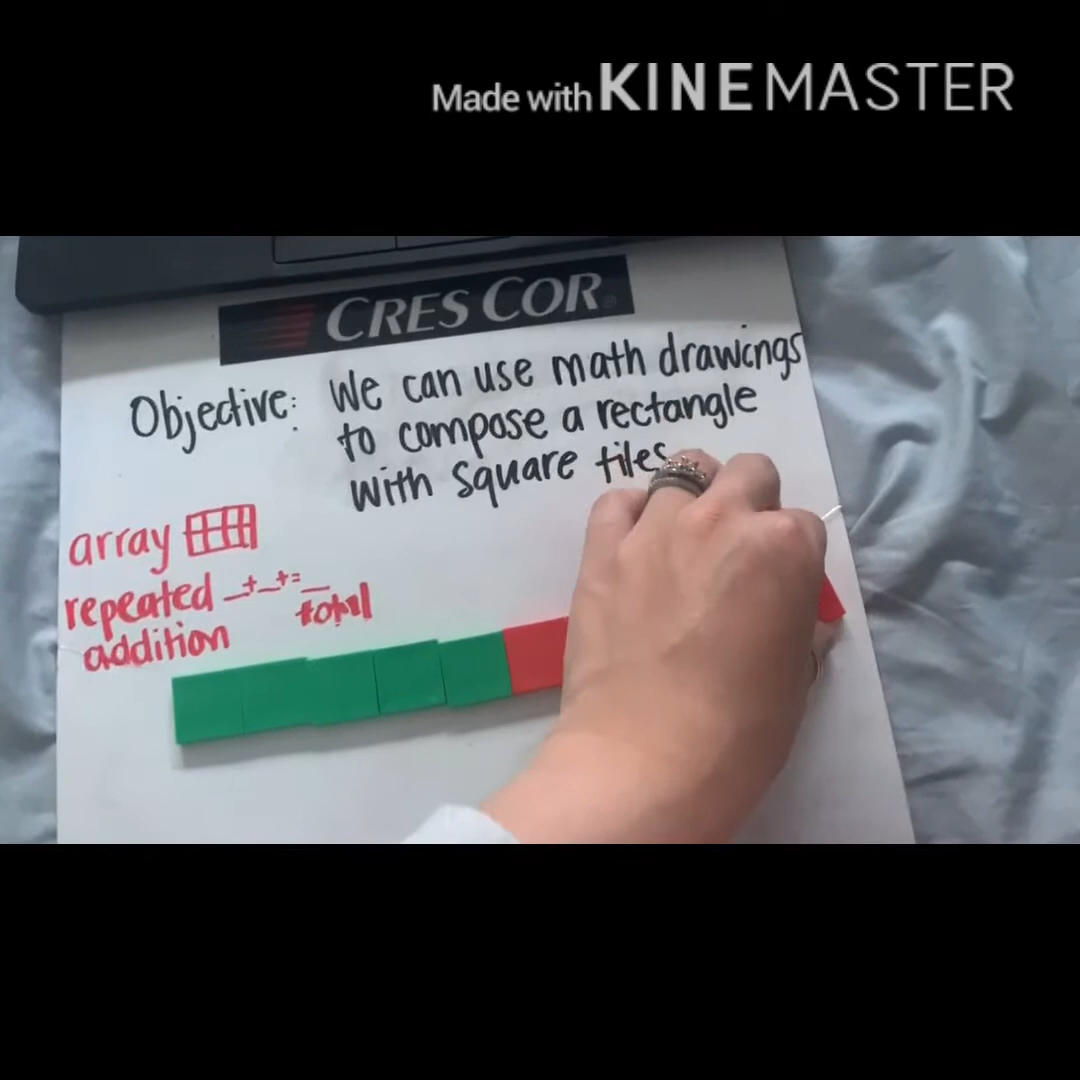 Made with KINEMASTER
CRES COR®
Objective: We can use math drawings
to compose a rectangle
with square tiles
array
repeated _+_+=_
total
addition